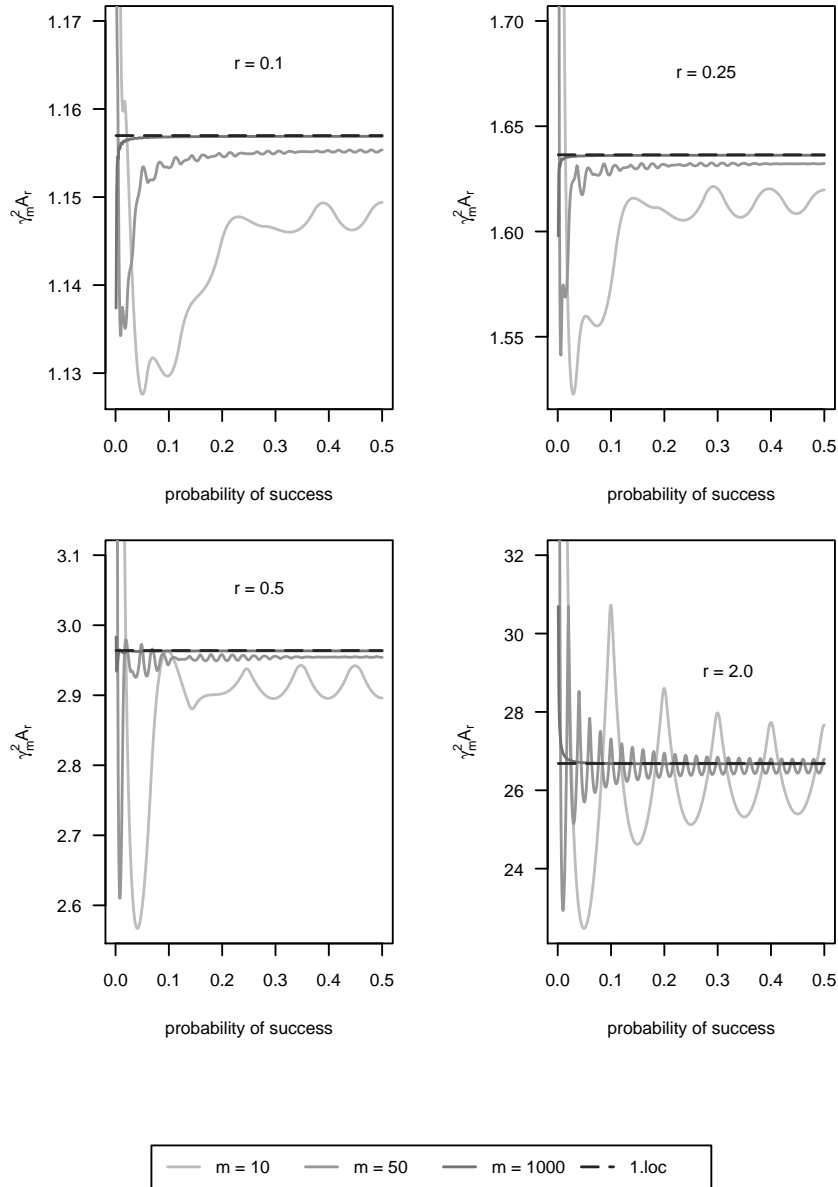 1.17
1.16
1.15
1.14
1.13
r = 0.1
γ²ₘAᵣ
0.0 0.1 0.2 0.3 0.4 0.5
probability of success
1.70
1.65
1.60
1.55
r = 0.25
γ²ₘAᵣ
0.0 0.1 0.2 0.3 0.4 0.5
probability of success
3.1
3.0
2.9
2.8
2.7
2.6
r = 0.5
γ²ₘAᵣ
0.0 0.1 0.2 0.3 0.4 0.5
probability of success
32
30
28
26
24
r = 2.0
γ²ₘAᵣ
0.0 0.1 0.2 0.3 0.4 0.5
probability of success
m = 10 m = 50 m = 1000 1.loc